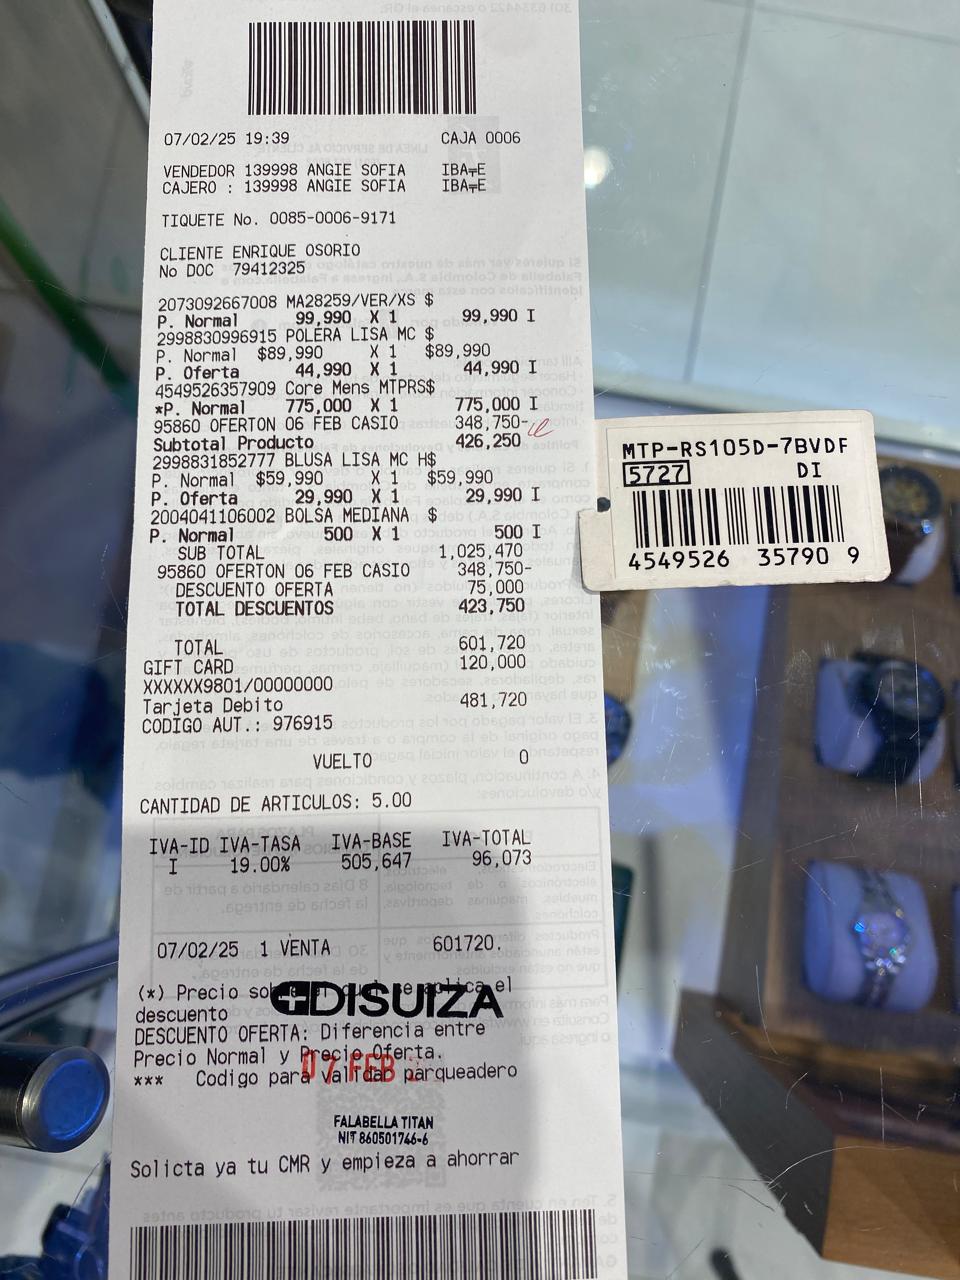 07/02/25 19:39 CAJA 0006
VENDEDOR 139998 ANGIE SOFIA
CAJERO : 139998 ANGIE SOFIA
TIQUETE No. 0085-0006-9171
CLIENTE ENRIQUE OSORIO
No DOC 79412325
2073092667008 MA28259/VER/XS $
P. Normal 99,990 X 1 99,990 I
2998830996915 POLERA LISA MC $
P. Normal $89,990 X 1 $89,990
P. Oferta 44,990 X 1 44,990 I
4549526357909 Core Mens MTPRS$
*P. Normal 775,000 X 1 775,000 I
95860 OFERTON 06 FEB CASIO 348,750-
Subtotal Producto 426,250
2998831852777 BLUSA LISA MC H$
P. Normal $59,990 X 1 $59,990
P. Oferta 29,990 X 1 29,990 I
2004041106002 BOLSA MEDIANA $
P. Normal 500 X 1 500 I
SUB TOTAL 1,025,470
95860 OFERTON 06 FEB CASIO 348,750-
DESCUENTO OFERTA 75,000
TOTAL DESCUENTOS 423,750
TOTAL 601,720
GIFT CARD 120,000
XXXXXX9801/00000000
Tarjeta Debito 481,720
CODIGO AUT.: 976915
VUELTO 0
CANTIDAD DE ARTICULOS: 5.00
IVA-ID IVA-TASA IVA-BASE IVA-TOTAL
I 19.00% 505,647 96,073
07/02/25 1 VENTA 601720.
(*) Precio sobre el cual se aplica el
descuento
DISUIZA
DESCUENTO OFERTA: Diferencia entre
Precio Normal y Precio Oferta.
07 FEB
*** Codigo para validar parqueadero
FALABELLA TITAN
NIT 860501746-6
Solicta ya tu CMR y empieza a ahorrar
MTP-RS105D-7BVDF
5727 DI
4549526 35790 9